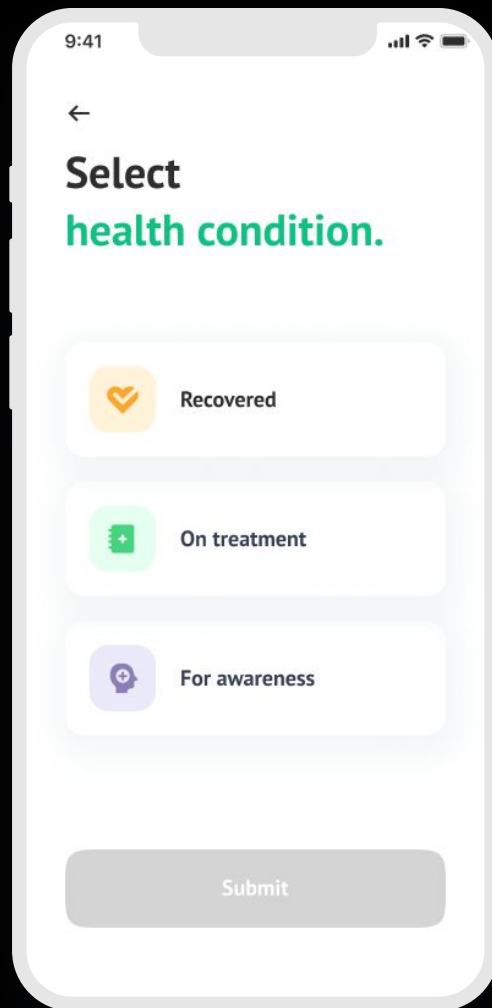 9:41
Select
health condition.
Recovered
On treatment
For awareness
Submit